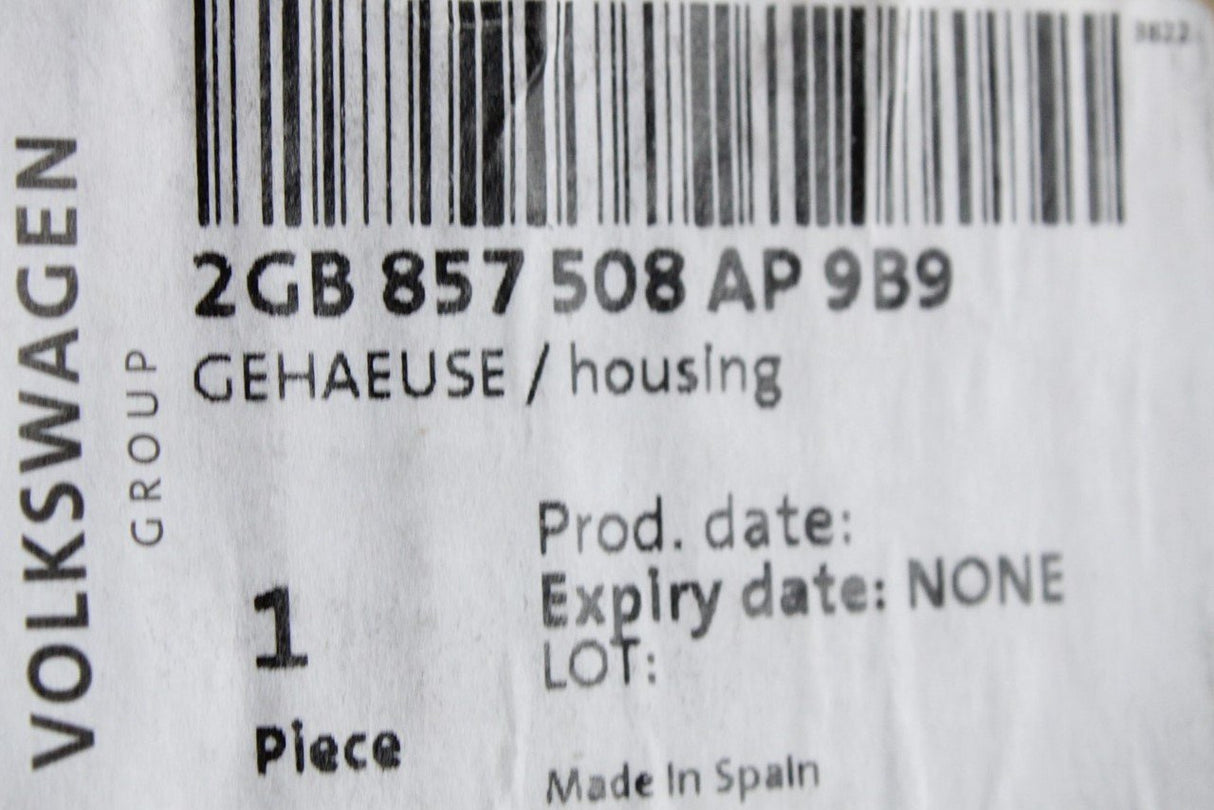 3822
2GB 857 508 AP 9B9
GEHAEUSE / housing
Prod. date:
Expiry date: NONE
LOT:
1
Piece
Made In Spain
VOLKSWAGEN
GROUP